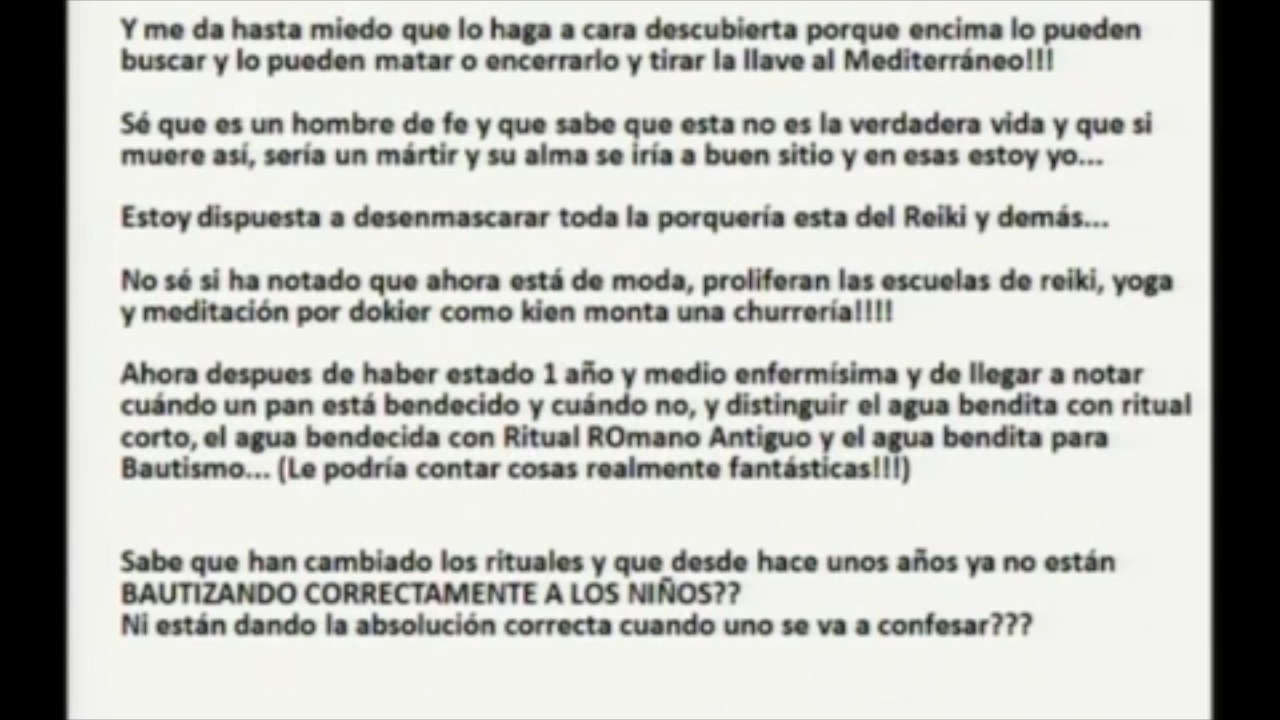 Y me da hasta miedo que lo haga a cara descubierta porque encima lo pueden
buscar y lo pueden matar o encerrarlo y tirar la llave al Mediterráneo!!!
Sé que es un hombre de fe y que sabe que esta no es la verdadera vida y que si
muere así, sería un mártir y su alma se iría a buen sitio y en esas estoy yo...
Estoy dispuesta a desenmascarar toda la porquería esta del Reiki y demás...
No sé si ha notado que ahora está de moda, proliferan las escuelas de reiki, yoga
y meditación por dokier como kien monta una churrería!!!!
Ahora despues de haber estado 1 año y medio enfermísima y de llegar a notar
cuándo un pan está bendecido y cuándo no, y distinguir el agua bendita con ritual
corto, el agua bendecida con Ritual ROmano Antiguo y el agua bendita para
Bautismo... (Le podría contar cosas realmente fantásticas!!!)
Sabe que han cambiado los rituales y que desde hace unos años ya no están
BAUTIZANDO CORRECTAMENTE A LOS NIÑOS??
Ni están dando la absolución correcta cuando uno se va a confesar???